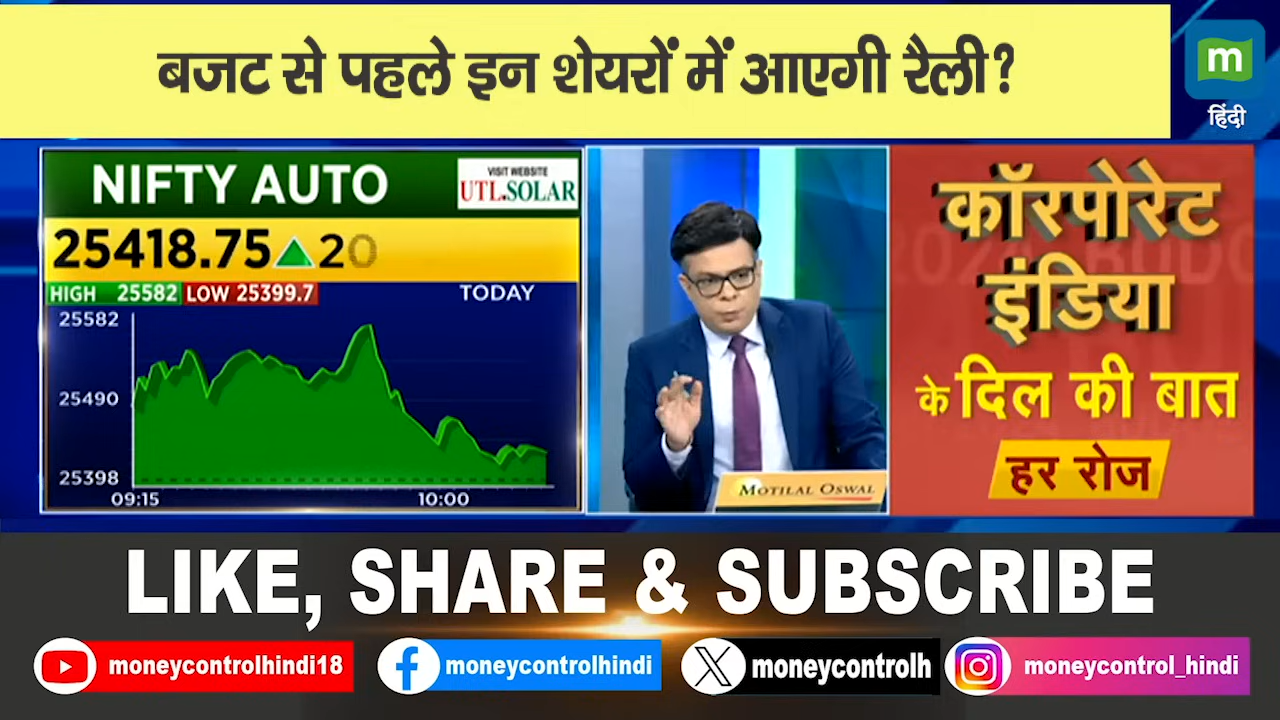 बजट से पहले इन शेयरों में आएगी रैली?
m
हिंदी
NIFTY AUTO
VISIT WEBSITE
UTL.SOLAR
25418.75 20
HIGH 25582 LOW 25399.7
TODAY
25582
25490
25398
09:15 10:00
MOTILAL OSWAL
कॉरपोरेट
इंडिया
के दिल की बात
हर रोज
LIKE, SHARE & SUBSCRIBE
moneycontrolhindi18
moneycontrolhindi
moneycontrolh
moneycontrol_hindi